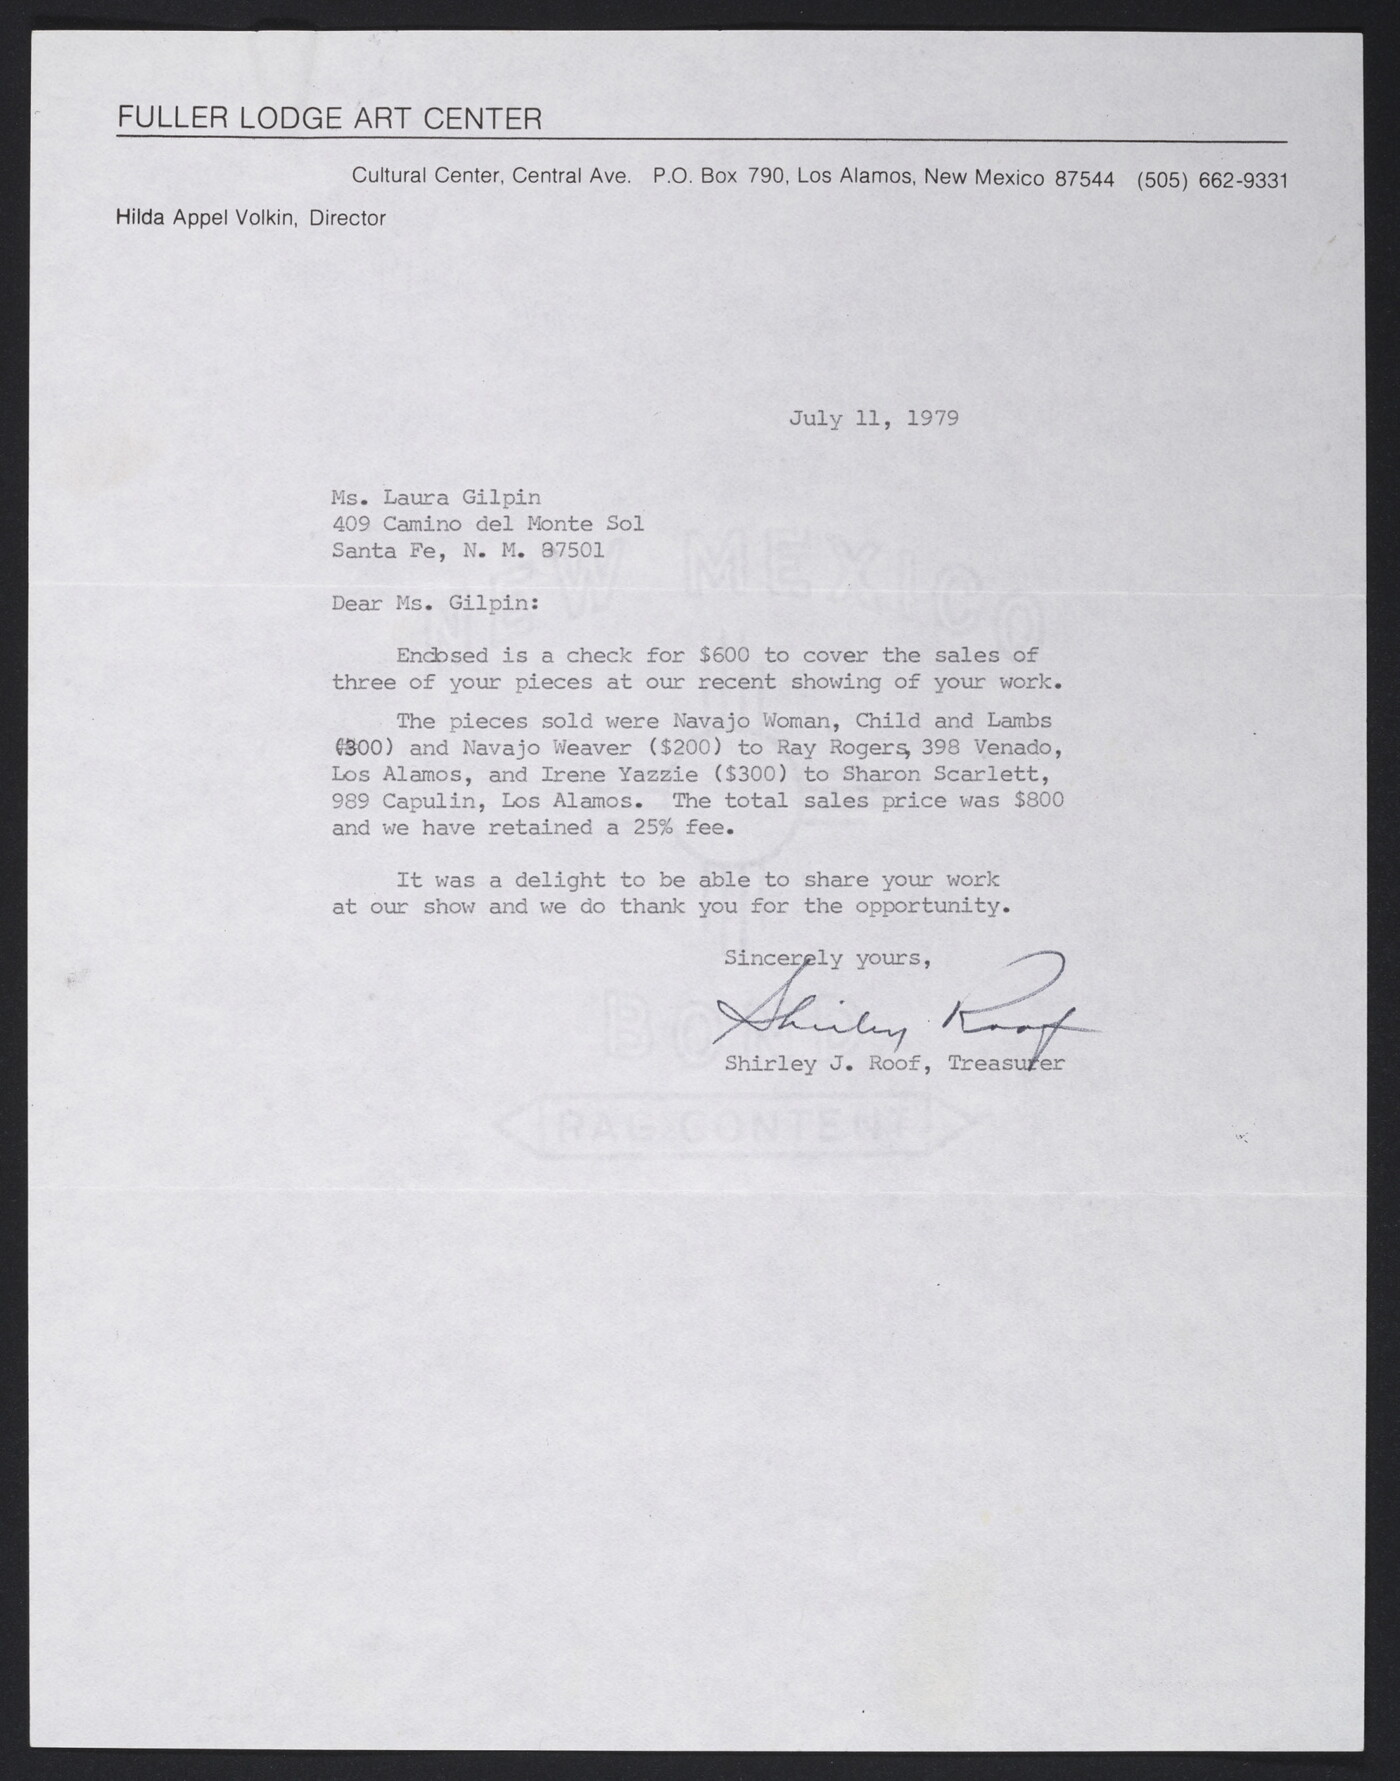 FULLER LODGE ART CENTER
Cultural Center, Central Ave. P.O. Box 790, Los Alamos, New Mexico 87544 (505) 662-9331
Hilda Appel Volkin, Director
July 11, 1979
Ms. Laura Gilpin
409 Camino del Monte Sol
Santa Fe, N. M. 87501
Dear Ms. Gilpin:
Enclosed is a check for $600 to cover the sales of
three of your pieces at our recent showing of your work.
The pieces sold were Navajo Woman, Child and Lambs
($300) and Navajo Weaver ($200) to Ray Rogers, 398 Venado,
Los Alamos, and Irene Yazzie ($300) to Sharon Scarlett,
989 Capulin, Los Alamos. The total sales price was $800
and we have retained a 25% fee.
It was a delight to be able to share your work
at our show and we do thank you for the opportunity.
Sincerely yours,
Shirley Roof
Shirley J. Roof, Treasurer
NEW MEXICO
BOND
RAG CONTENT